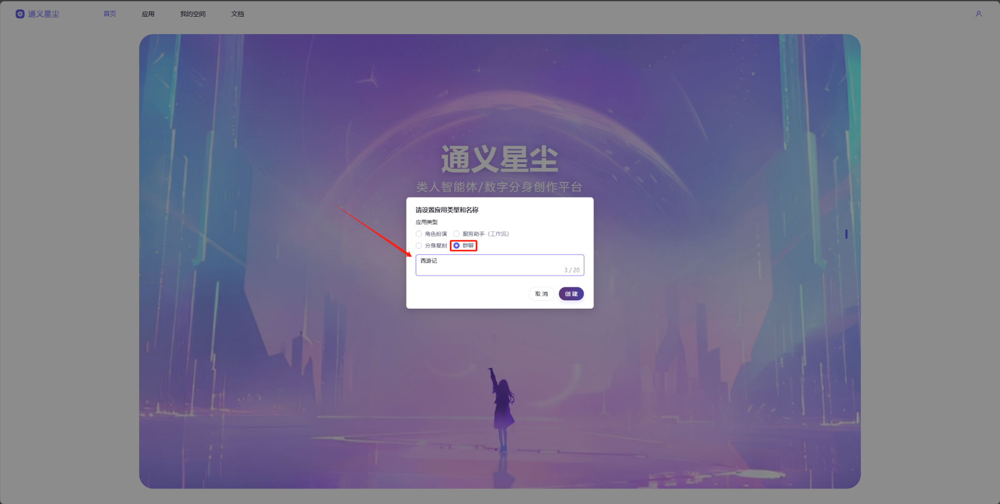 通义星尘
首页
应用
我的空间
文档
通义星尘
类人智能体/数字分身创作平台
请设置应用类型和名称
应用类型
角色扮演
服务助手（工作流）
分身复刻
群聊
西游记
3 / 20
取 消
创 建